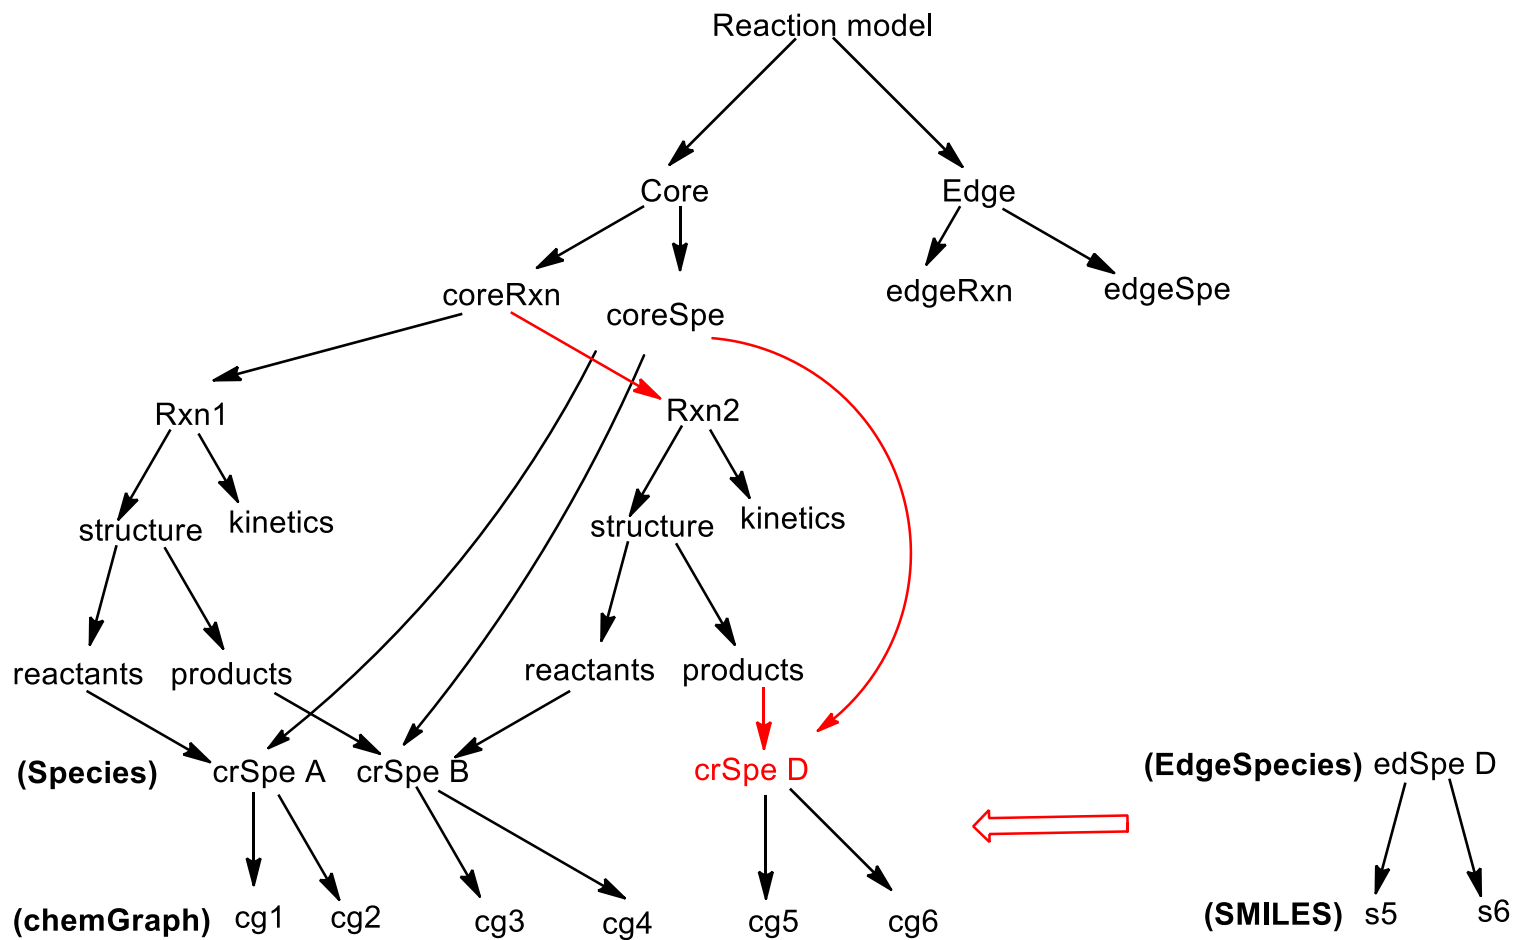 Reaction model
Core
Edge
coreRxn
coreSpe
edgeRxn
edgeSpe
Rxn1
Rxn2
structure
kinetics
structure
kinetics
reactants
products
reactants
products
(Species) crSpe A crSpe B crSpe D (EdgeSpecies) edSpe D
(chemGraph) cg1 cg2 cg3 cg4 cg5 cg6 (SMILES) s5 s6